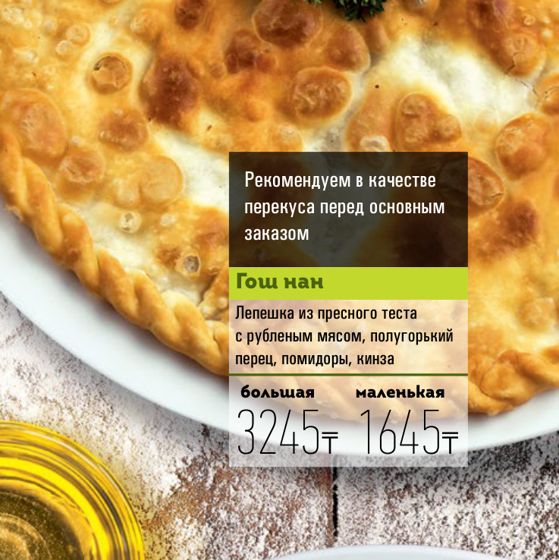 Рекомендуем в качестве
перекуса перед основным
заказом
Гош нан
Лепешка из пресного теста
с рубленым мясом, полугорький
перец, помидоры, кинза
большая маленькая
3245₸ 1645₸